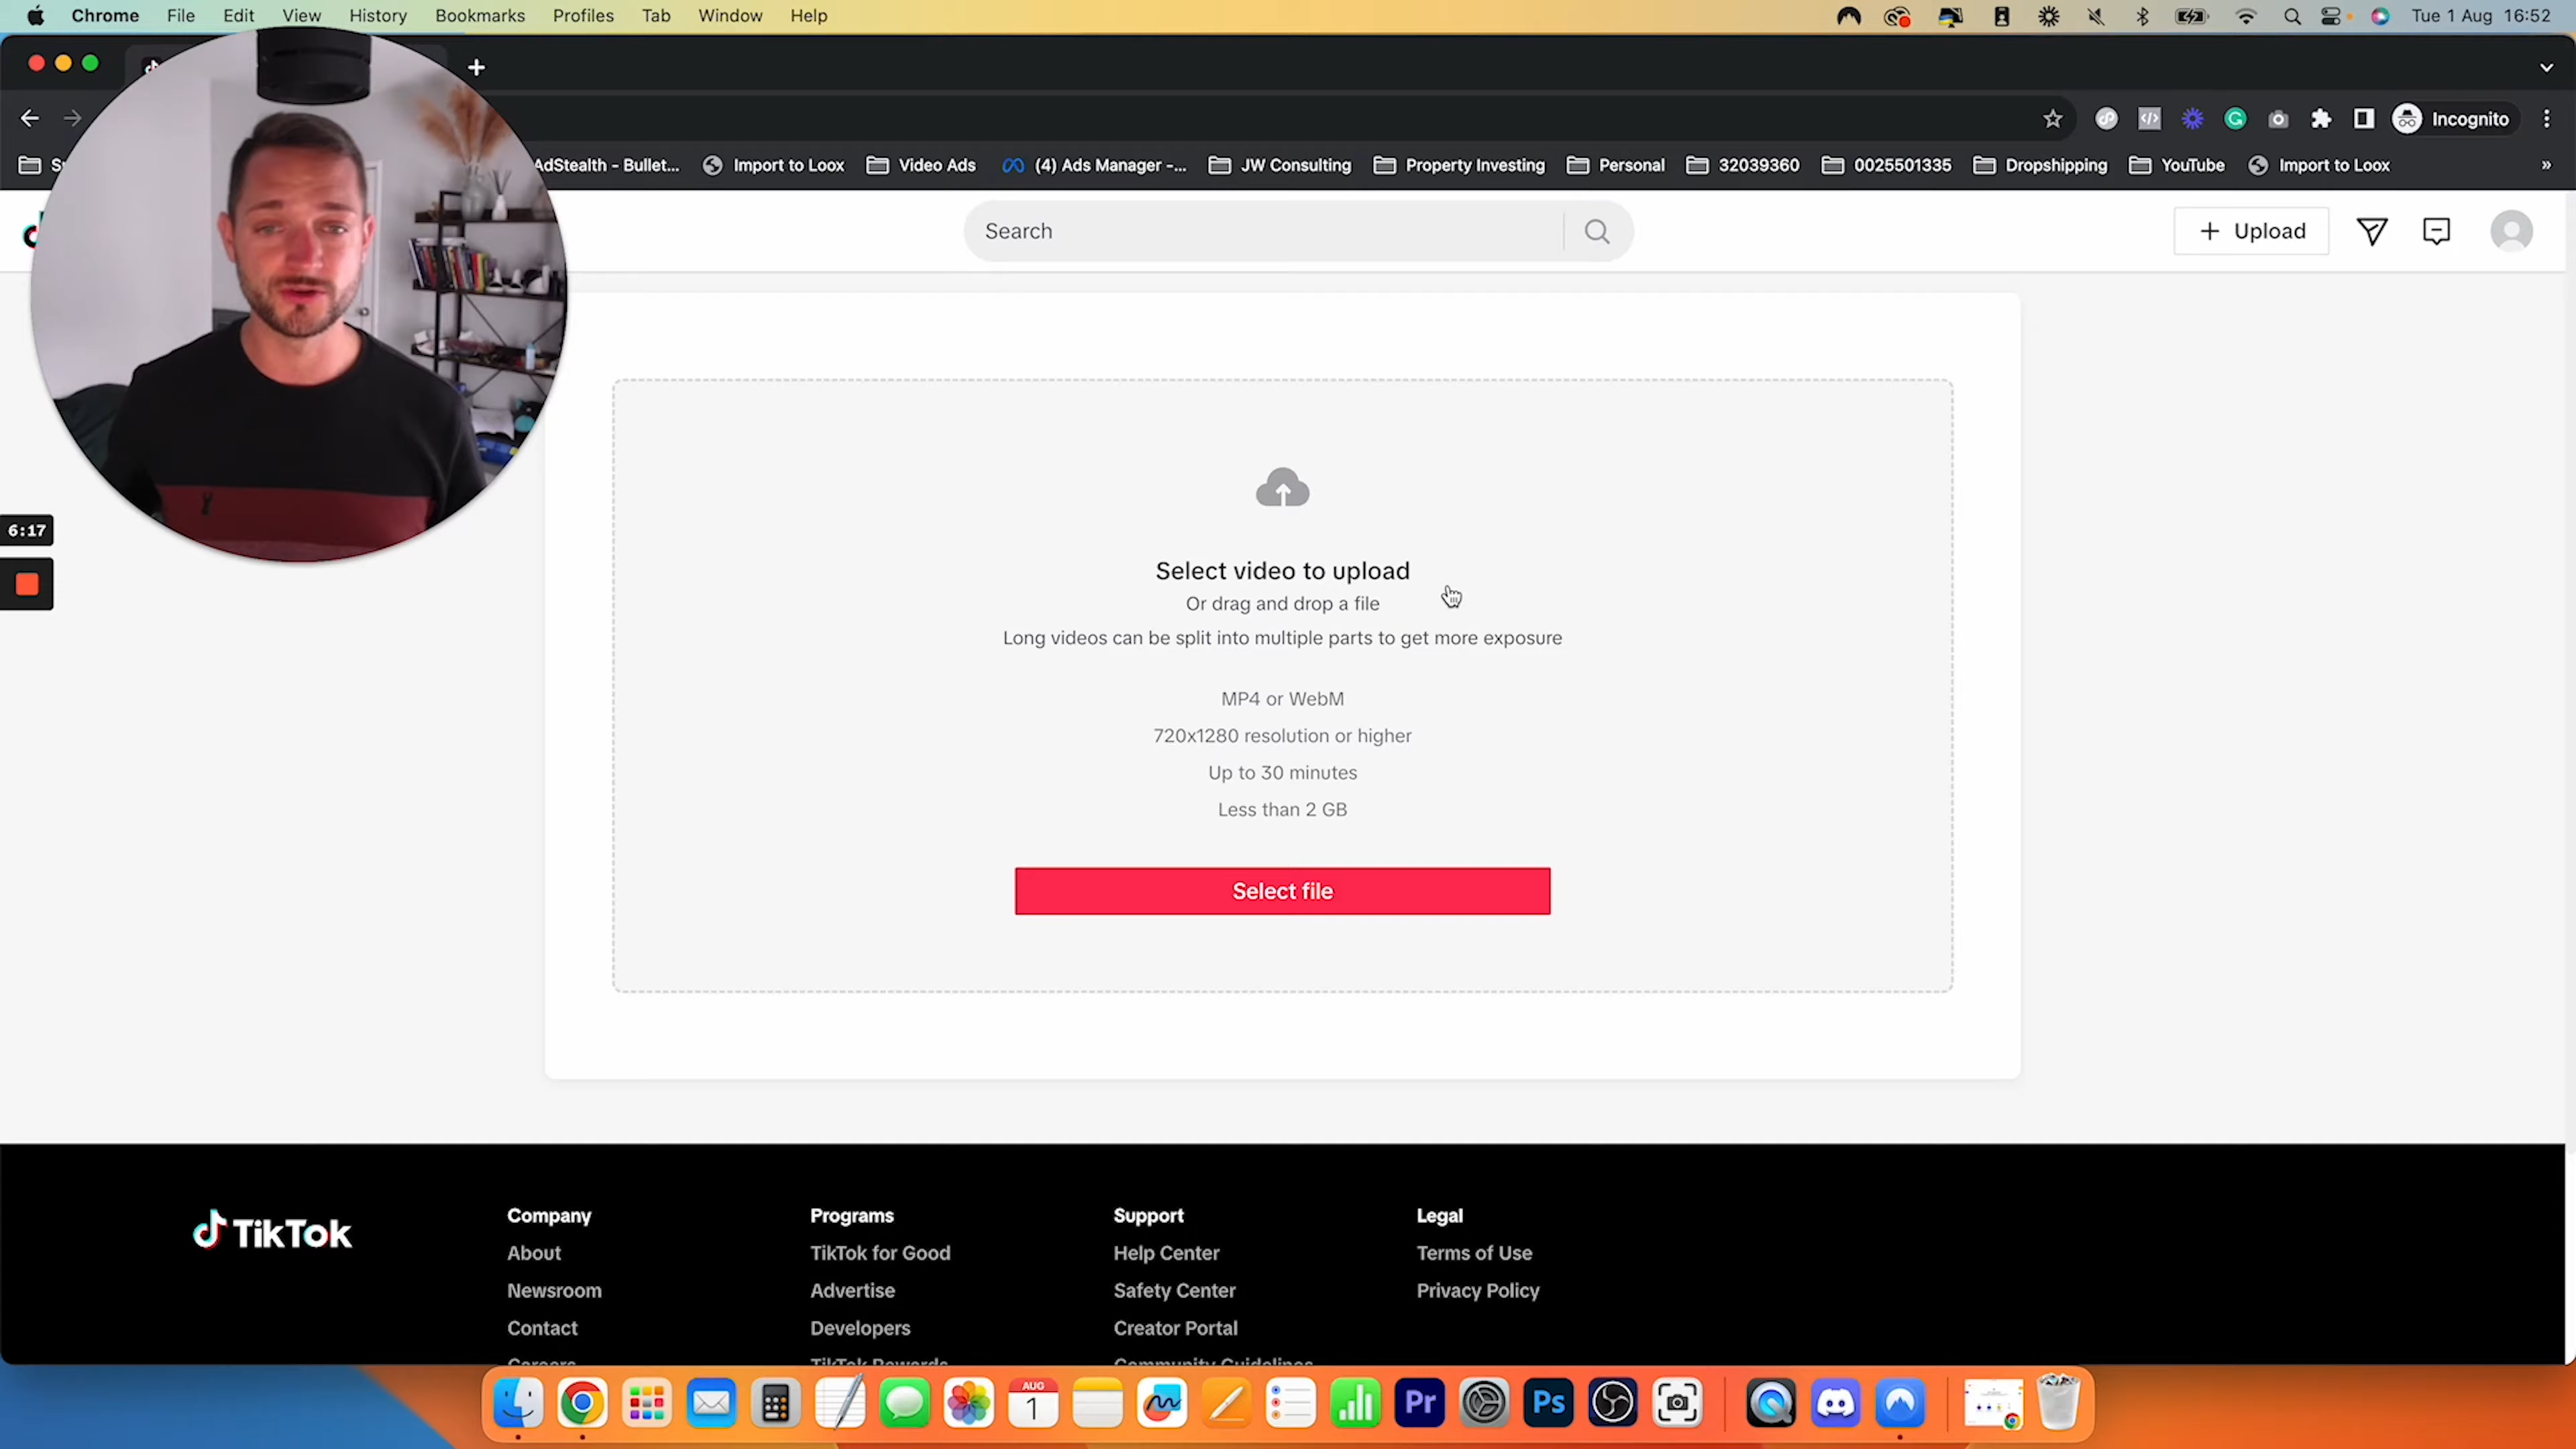 Chrome File Edit View History Bookmarks Profiles Tab Window Help Tue 1 Aug 16:52
Incognito
AdStealth - Bullet... Import to Loox Video Ads (4) Ads Manager -... JW Consulting Property Investing Personal 32039360 0025501335 Dropshipping YouTube Import to Loox »
Search
Upload
6:17
Select video to upload
Or drag and drop a file
Long videos can be split into multiple parts to get more exposure
MP4 or WebM
720x1280 resolution or higher
Up to 30 minutes
Less than 2 GB
Select file
TikTok
Company
About
Newsroom
Contact
Careers
Programs
TikTok for Good
Advertise
Developers
TikTok Rewards
Support
Help Center
Safety Center
Creator Portal
Community Guidelines
Legal
Terms of Use
Privacy Policy
AUG
1
Pr
Ps